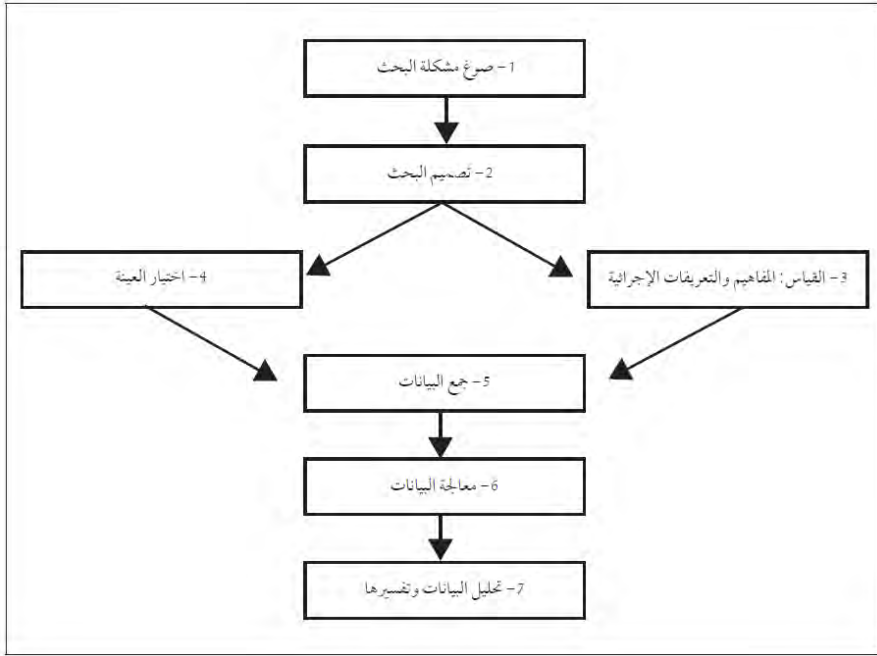 1- صوغ مشكلة البحث
2- تصميم البحث
3- القياس: المفاهيم والتعريفات الإجرائية
4- اختيار العينة
5- جمع البيانات
6- معالجة البيانات
7- تحليل البيانات وتفسيرها